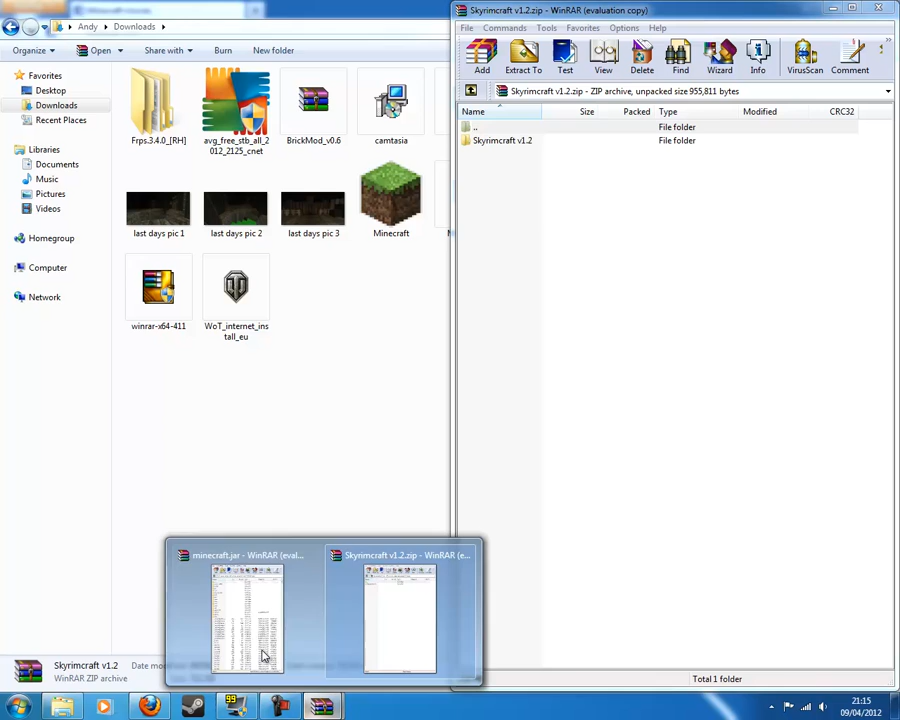 Skyrimcraft v1.2.zip - WinRAR (evaluation copy)
Andy ▸ Downloads ▸
File Commands Tools Favorites Options Help
Organize Open Share with Burn New folder
Add Extract To Test View Delete Find Wizard Info VirusScan Comment
Favorites
Desktop
Downloads
Recent Places
Libraries
Documents
Music
Pictures
Videos
Homegroup
Computer
Network
Skyrimcraft v1.2.zip - ZIP archive, unpacked size 955,811 bytes
Name Size Packed Type Modified CRC32
.. File folder
Skyrimcraft v1.2 File folder
Frps.3.4.0_[RH]
avg_free_stb_all_2
012_2125_cnet
BrickMod_v0.6
camtasia
last days pic 1
last days pic 2
last days pic 3
Minecraft
winrar-x64-411
WoT_internet_ins
tall_eu
minecraft.jar - WinRAR (eval...
Skyrimcraft v1.2.zip - WinRAR (e...
Skyrimcraft v1.2
WinRAR ZIP archive
Total 1 folder
99
21:15
09/04/2012